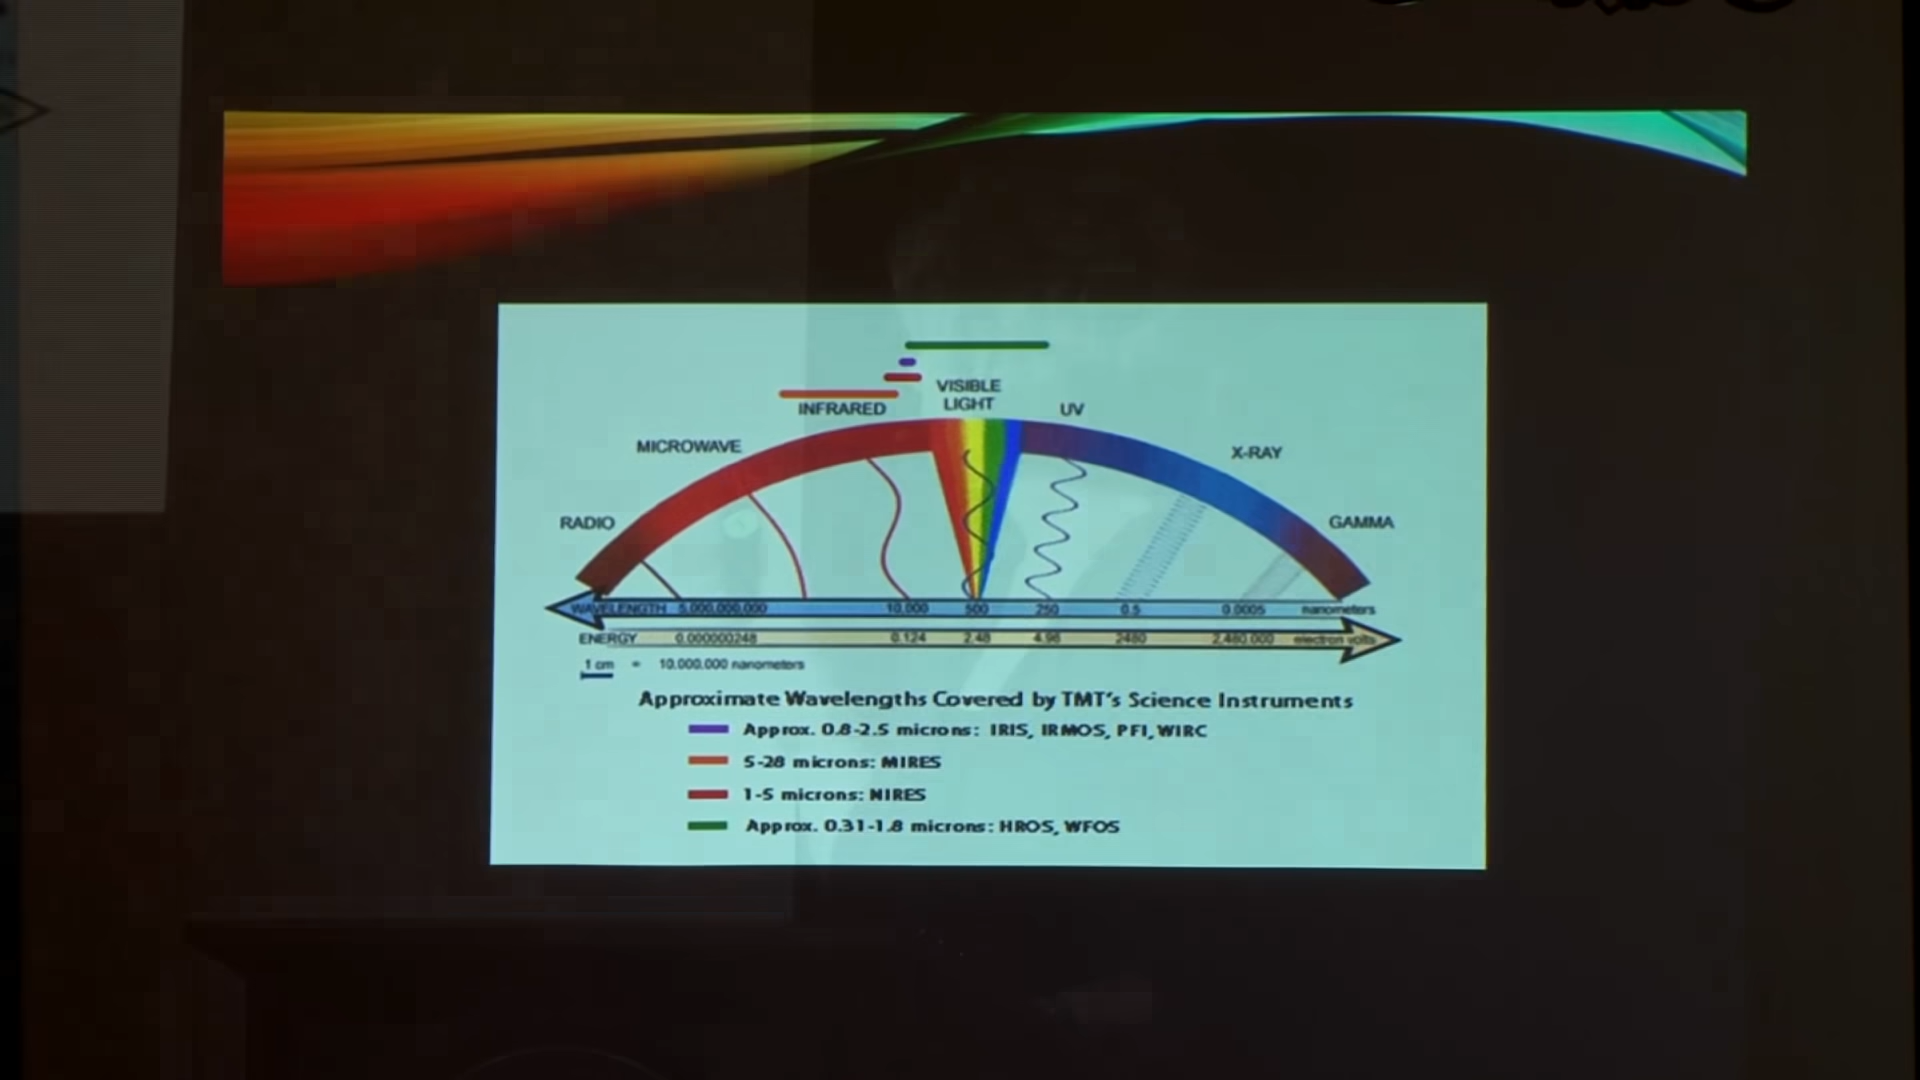 VISIBLE
LIGHT
INFRARED
UV
MICROWAVE
X-RAY
RADIO
GAMMA
WAVELENGTH 5,000,000,000 10,000 500 250 0.5 0.0005 nanometers
ENERGY 0.000000248 0.124 2.48 4.96 2480 2,480,000 electron volts
1 cm = 10,000,000 nanometers
Approximate Wavelengths Covered by TMT's Science Instruments
Approx. 0.8-2.5 microns: IRIS, IRMOS, PFI, WIRC
5-28 microns: MIRES
1-5 microns: NIRES
Approx. 0.31-1.8 microns: HROS, WFOS